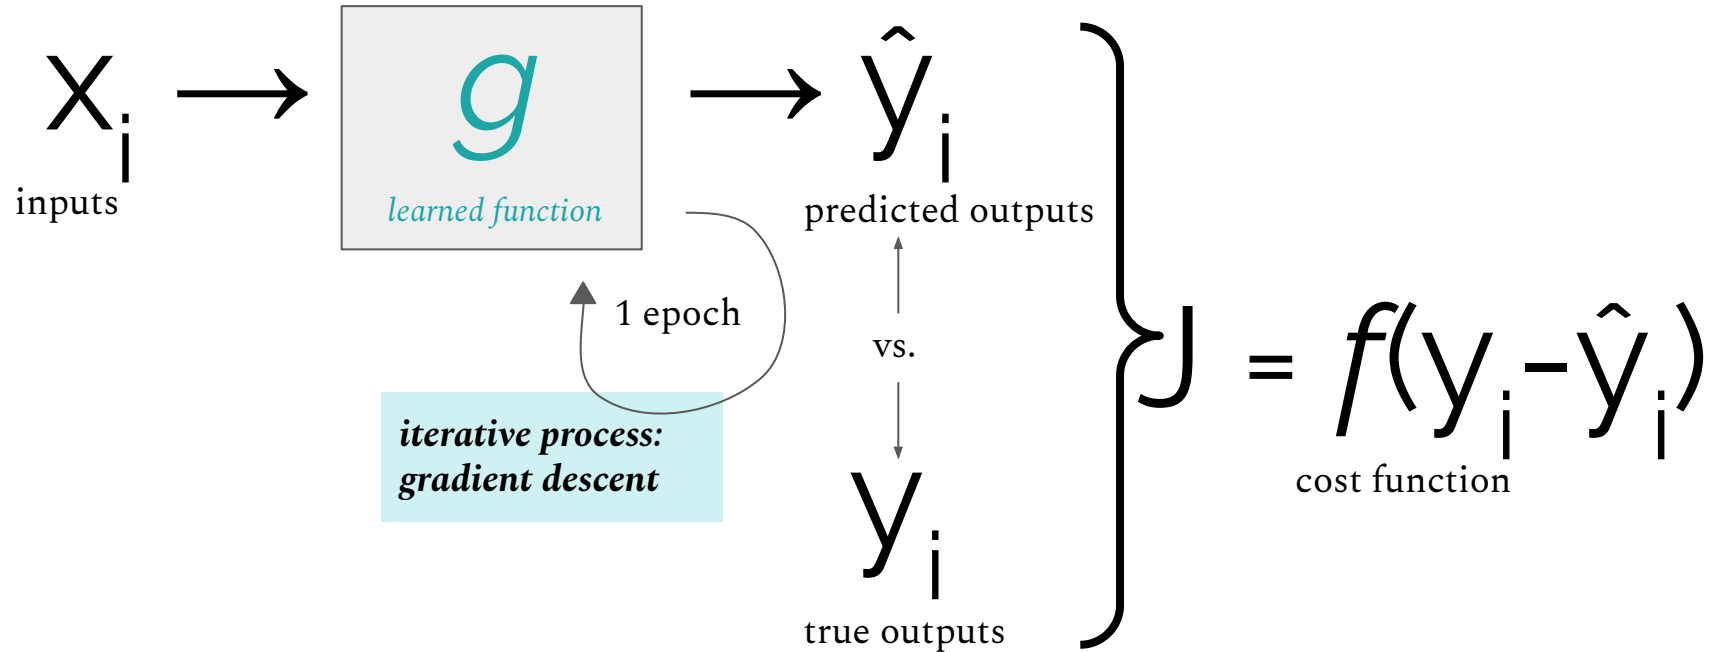 xᵢ
inputs
g
learned function
ŷᵢ
predicted outputs
1 epoch
vs.
iterative process:
gradient descent
yᵢ
true outputs
J = f(yᵢ-ŷᵢ)
cost function